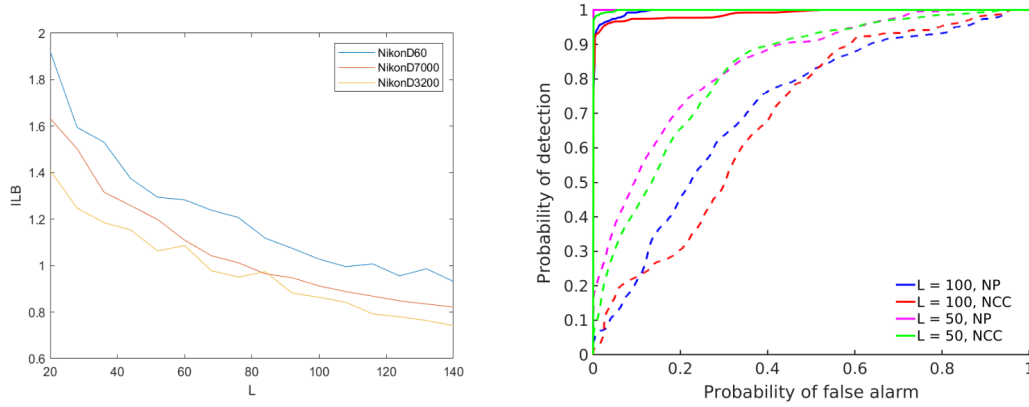 2
1.8
1.6
1.4
1.2
1
0.8
0.6
ILB
NikonD60
NikonD7000
NikonD3200
20
40
60
80
100
120
140
L
1
0.9
0.8
0.7
0.6
0.5
0.4
0.3
0.2
0.1
0
Probability of detection
L = 100, NP
L = 100, NCC
L = 50, NP
L = 50, NCC
0
0.2
0.4
0.6
0.8
1
Probability of false alarm